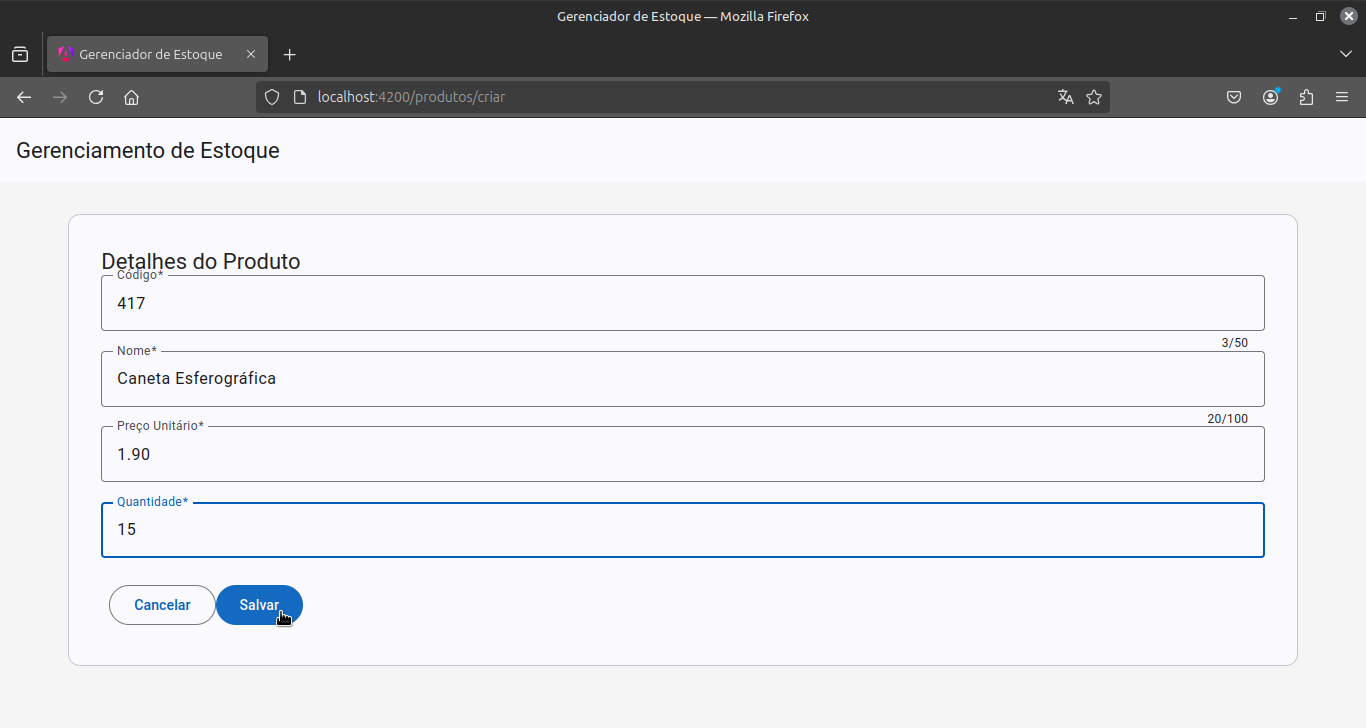 Gerenciador de Estoque — Mozilla Firefox
Gerenciador de Estoque
localhost:4200/produtos/criar
Gerenciamento de Estoque
Detalhes do Produto
Código*
417
3/50
Nome*
Caneta Esferográfica
20/100
Preço Unitário*
1.90
Quantidade*
15
Cancelar Salvar